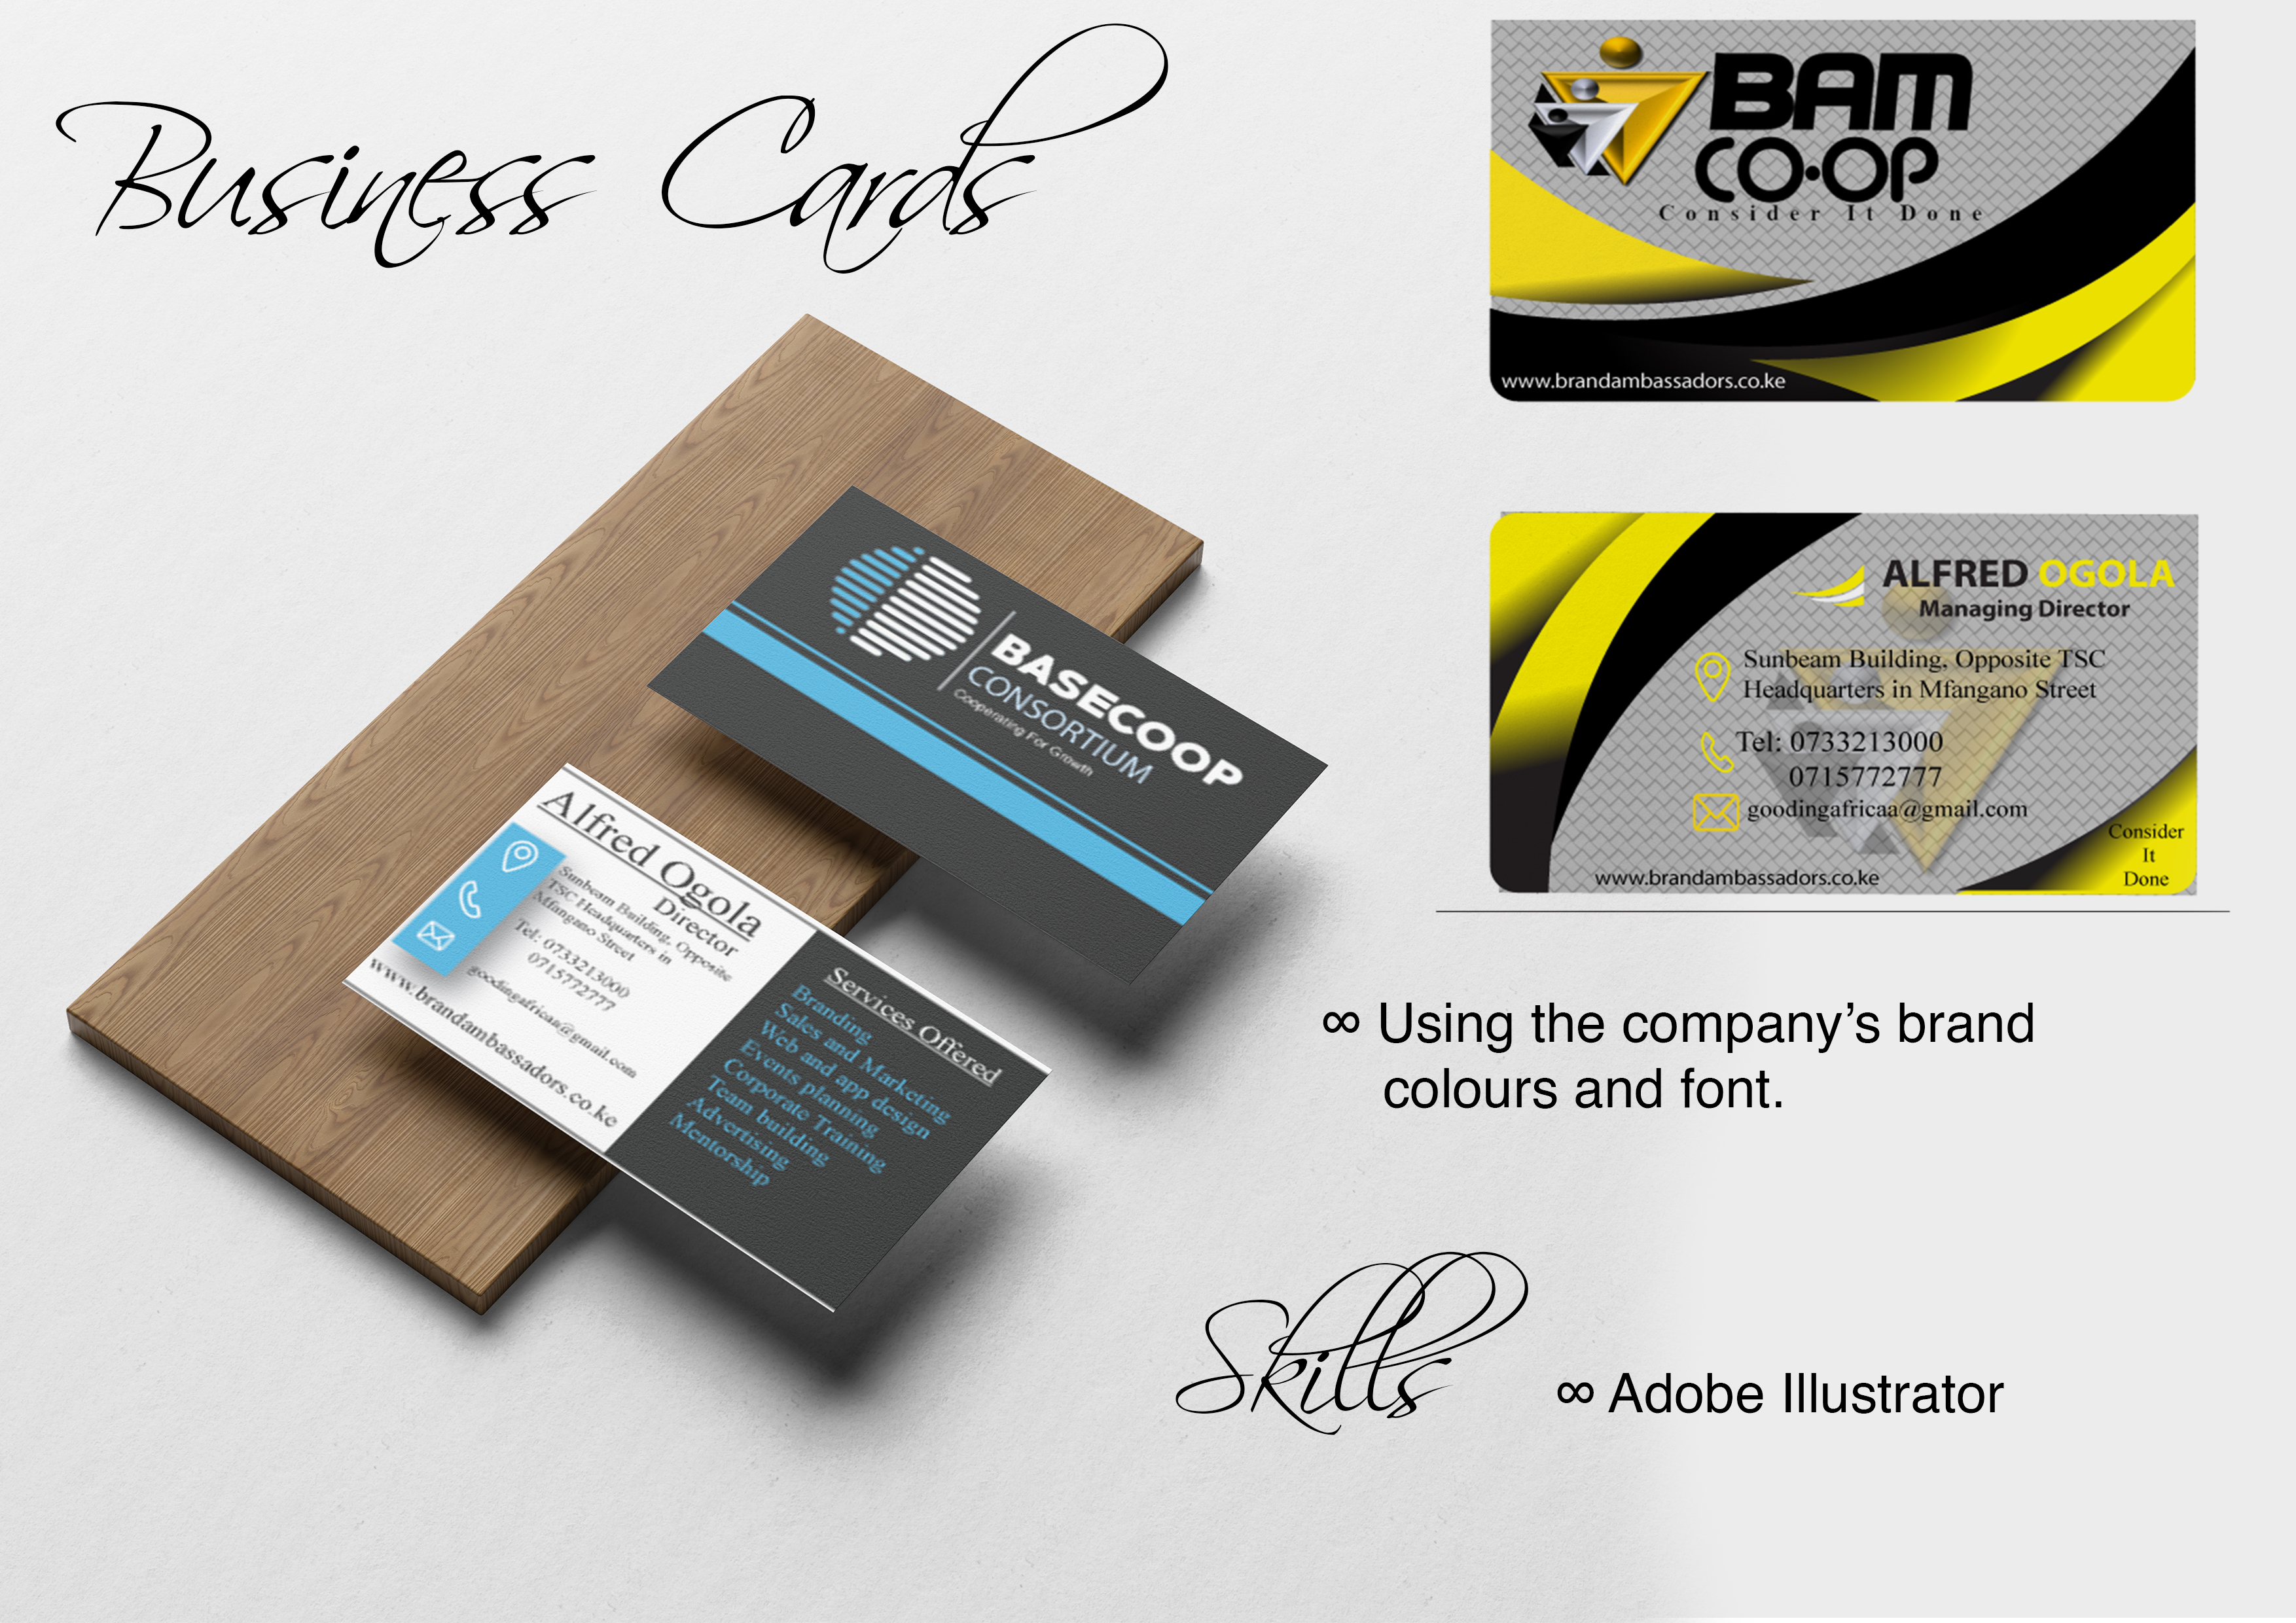 Business Cards
BAM
CO·OP
Consider It Done
www.brandambassadors.co.ke
BASECOOP
CONSORTIUM
Cooperating For Growth
Alfred Ogola
Director
Sunbeam Building, Opposite
TSC Headquarters in
Mfangano Street
Tel: 0733213000
0715772777
goodingafricaa@gmail.com
www.brandambassadors.co.ke
Services Offered
Branding
Sales and Marketing
Web and app design
Events planning
Corporate Training
Team building
Advertising
Mentorship
ALFRED OGOLA
Managing Director
Sunbeam Building, Opposite TSC
Headquarters in Mfangano Street
Tel: 0733213000
0715772777
goodingafricaa@gmail.com
www.brandambassadors.co.ke
Consider
It
Done
∞ Using the company’s brand
colours and font.
Skills
∞ Adobe Illustrator